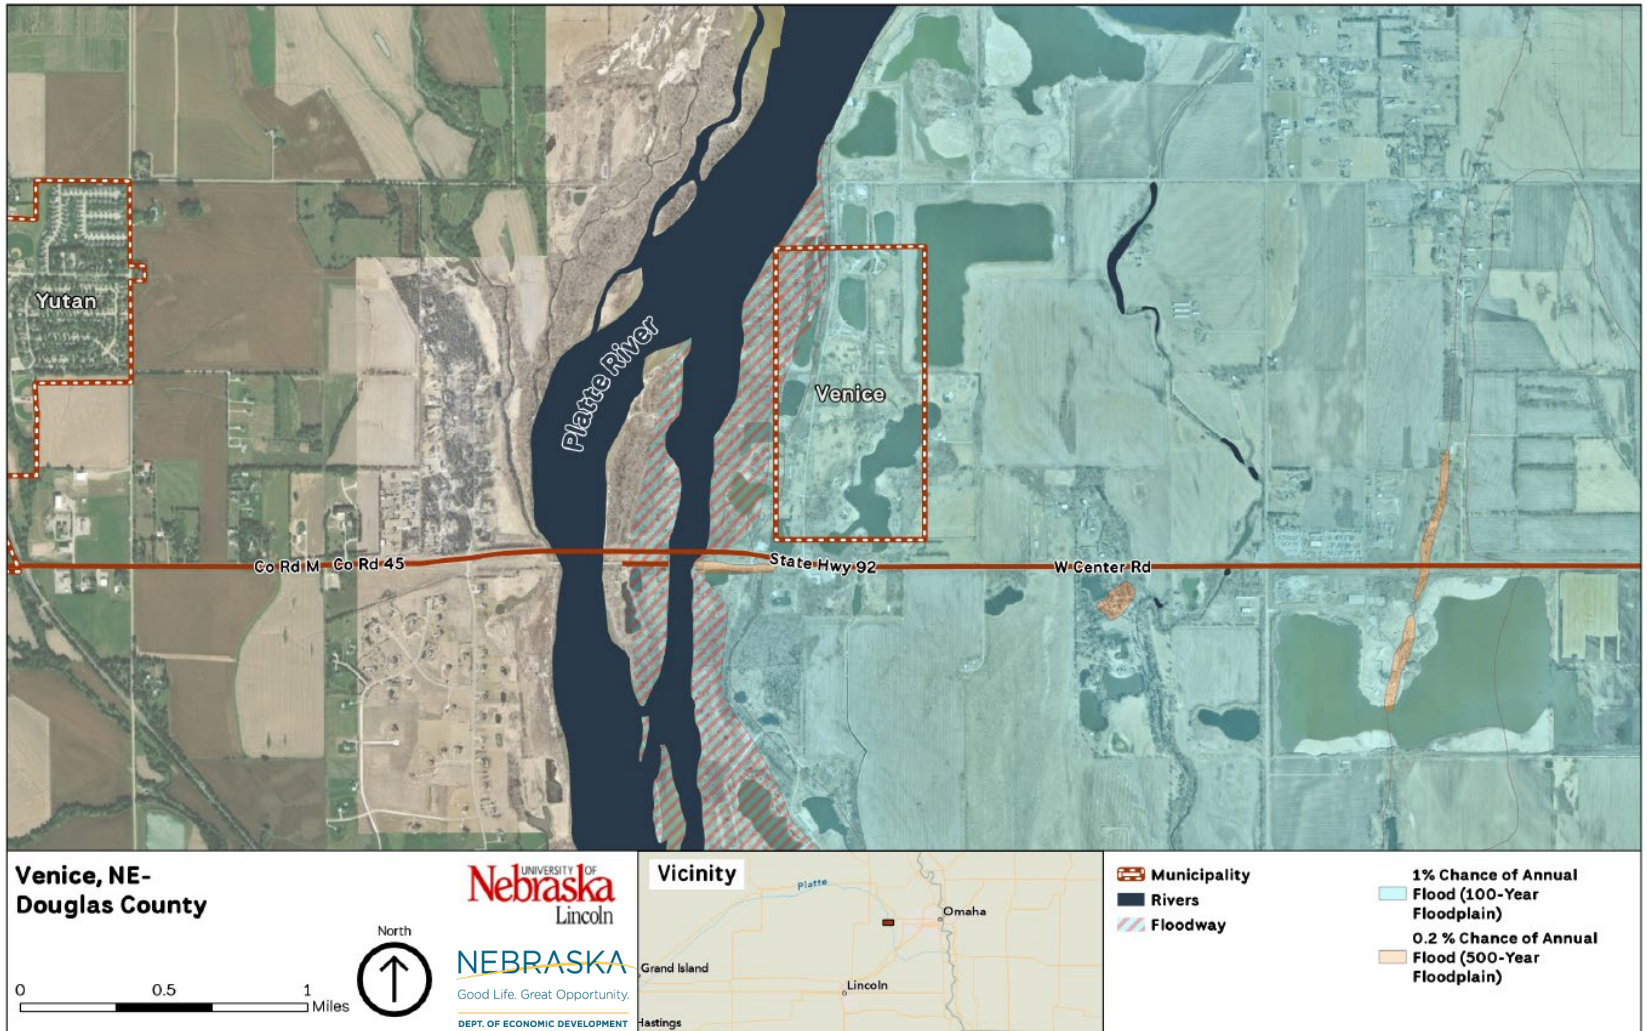 Yutan
Platte River
Venice
Co Rd M
Co Rd 45
State Hwy 92
W Center Rd
Venice, NE-
Douglas County
0 0.5 1
Miles
North
UNIVERSITY OF
Nebraska
Lincoln
NEBRASKA
Good Life. Great Opportunity.
DEPT. OF ECONOMIC DEVELOPMENT
Vicinity
Platte
Omaha
Grand Island
Lincoln
Hastings
Municipality
Rivers
Floodway
1% Chance of Annual
Flood (100-Year
Floodplain)
0.2 % Chance of Annual
Flood (500-Year
Floodplain)